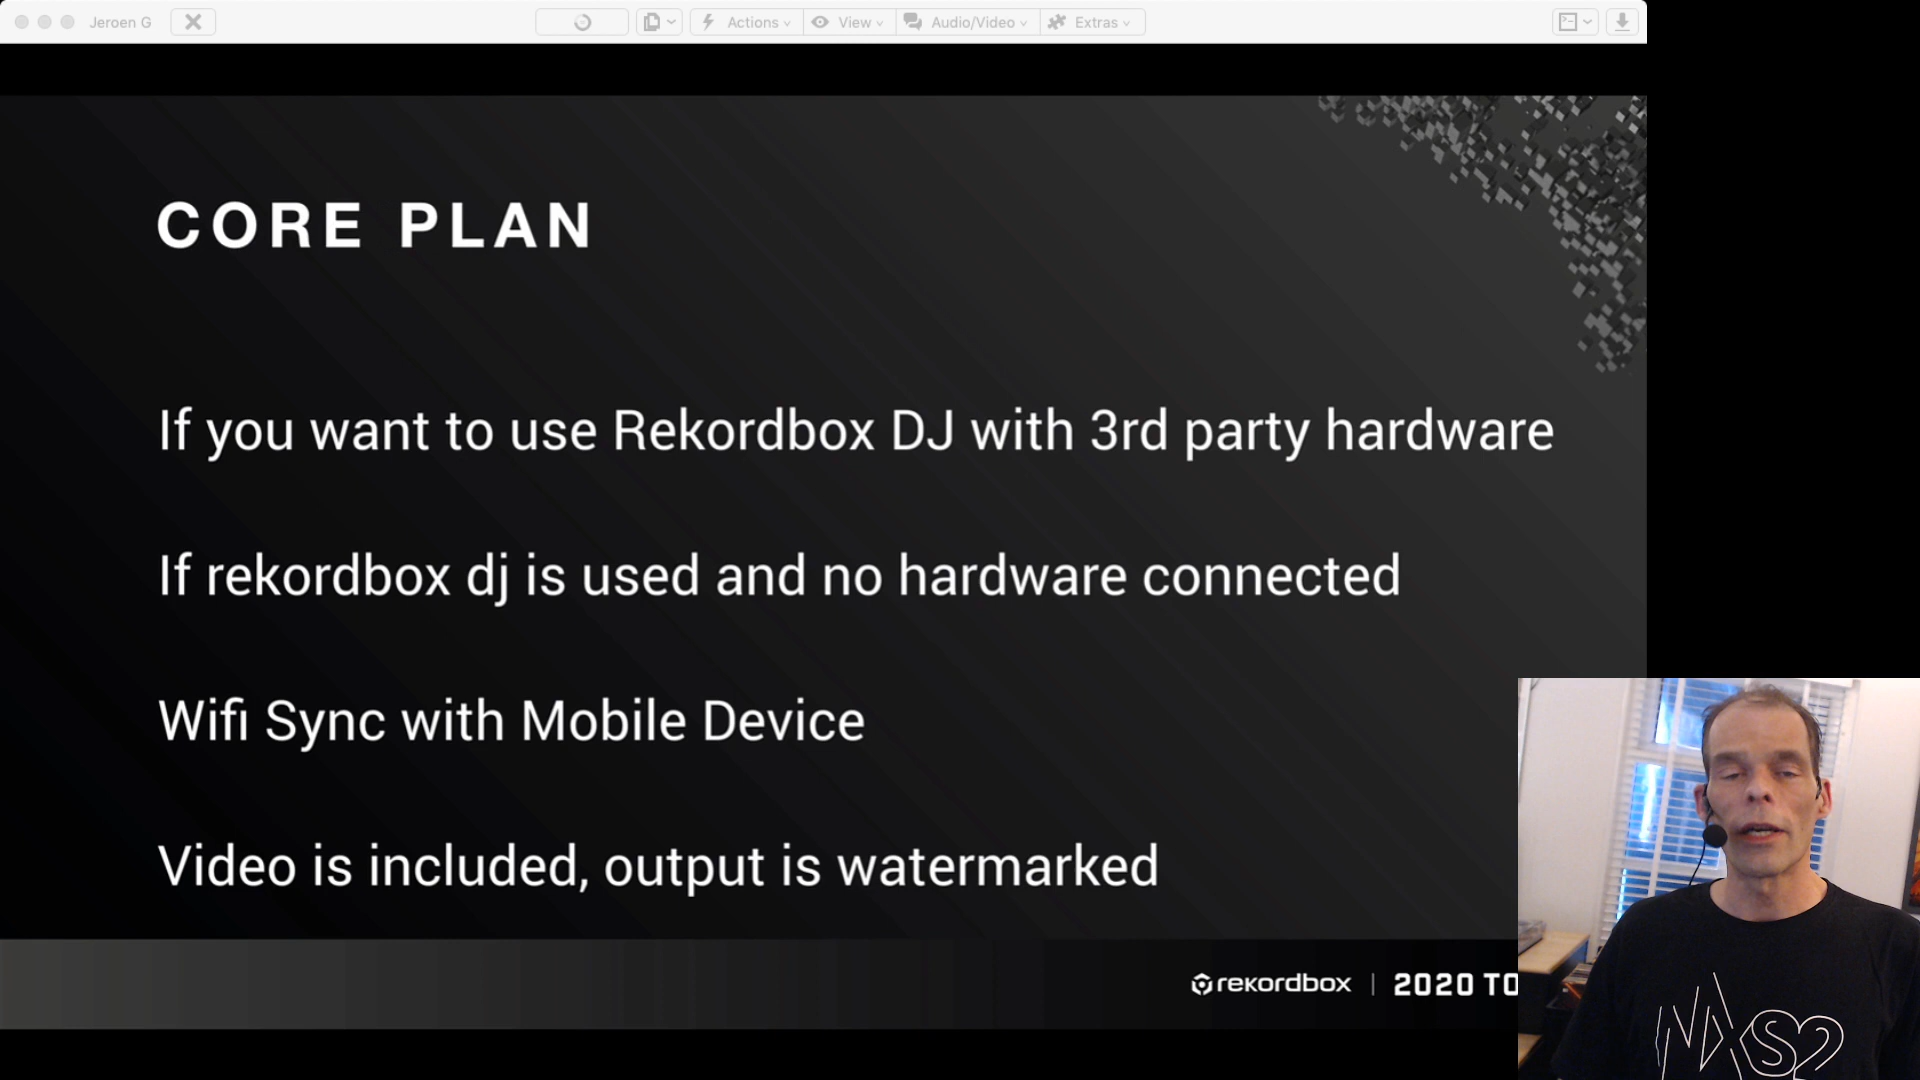 Jeroen G
Actions
View
Audio/Video
Extras
CORE PLAN
If you want to use Rekordbox DJ with 3rd party hardware
If rekordbox dj is used and no hardware connected
Wifi Sync with Mobile Device
Video is included, output is watermarked
rekordbox | 2020 TO
NXS2